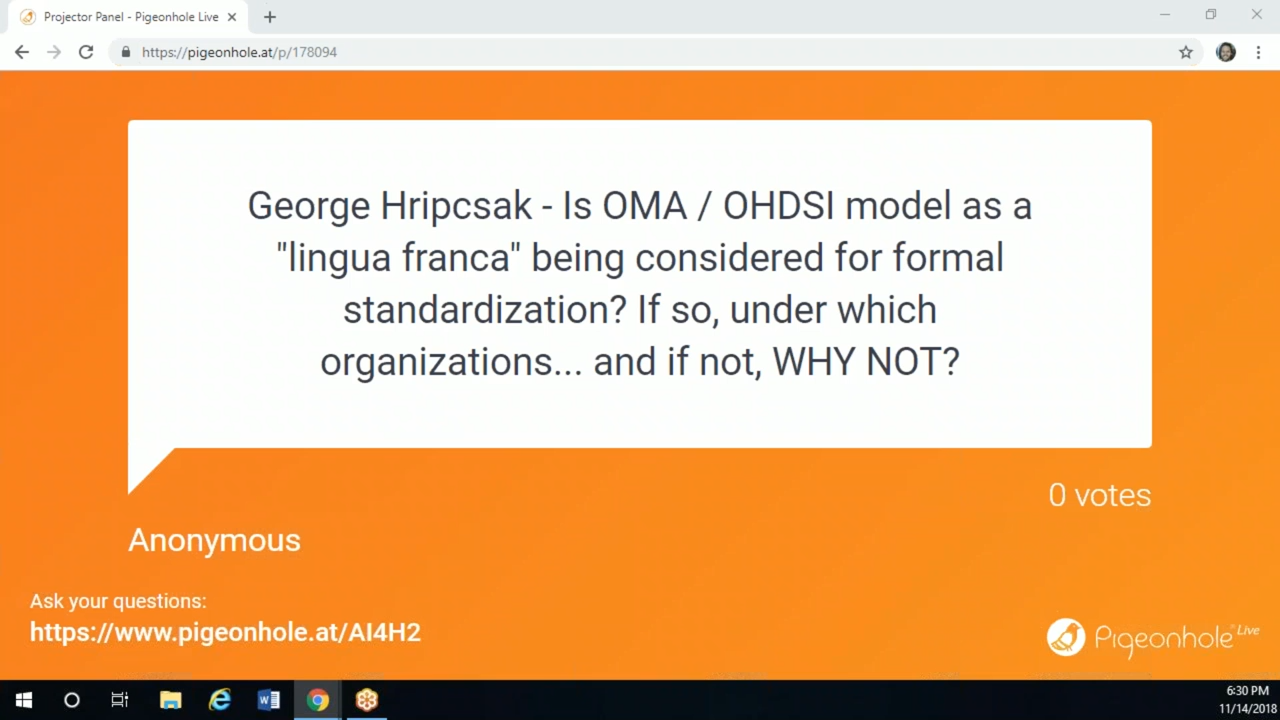 Projector Panel - Pigeonhole Live
https://pigeonhole.at/p/178094
George Hripcsak - Is OMA / OHDSI model as a
"lingua franca" being considered for formal
standardization? If so, under which
organizations... and if not, WHY NOT?
0 votes
Anonymous
Ask your questions:
https://www.pigeonhole.at/AI4H2
Pigeonhole Live
6:30 PM
11/14/2018